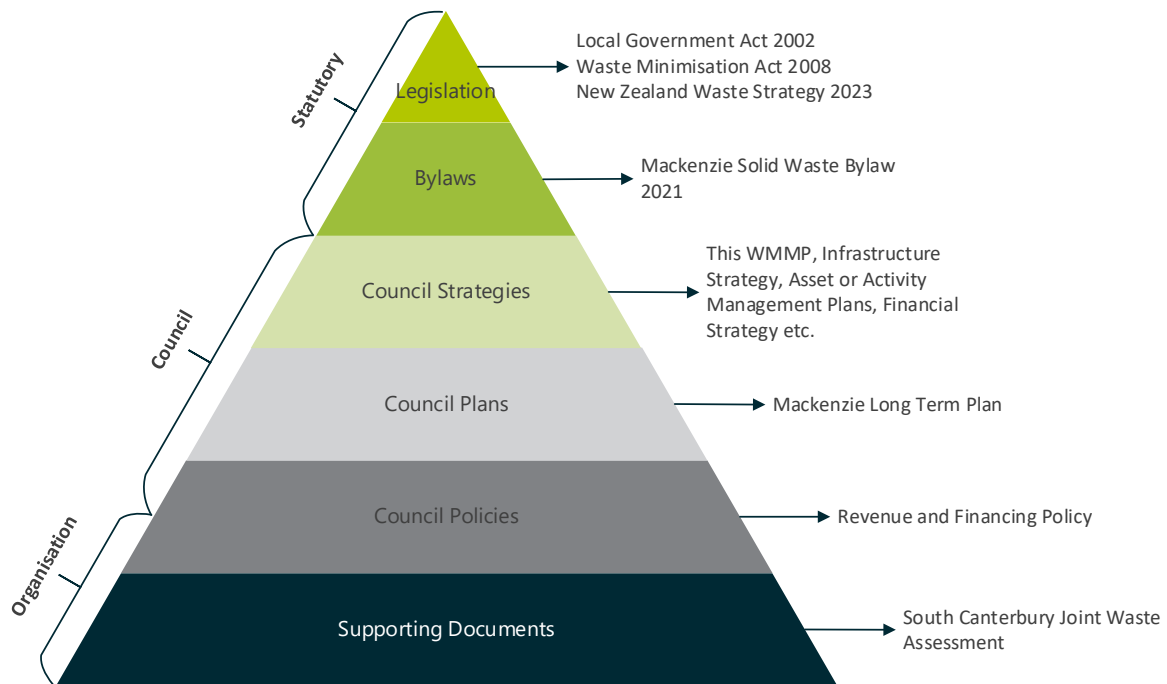 Statutory
Legislation
Local Government Act 2002
Waste Minimisation Act 2008
New Zealand Waste Strategy 2023
Bylaws
Mackenzie Solid Waste Bylaw
2021
Council
Council Strategies
This WMMP, Infrastructure
Strategy, Asset or Activity
Management Plans, Financial
Strategy etc.
Council Plans
Mackenzie Long Term Plan
Organisation
Council Policies
Revenue and Financing Policy
Supporting Documents
South Canterbury Joint Waste
Assessment